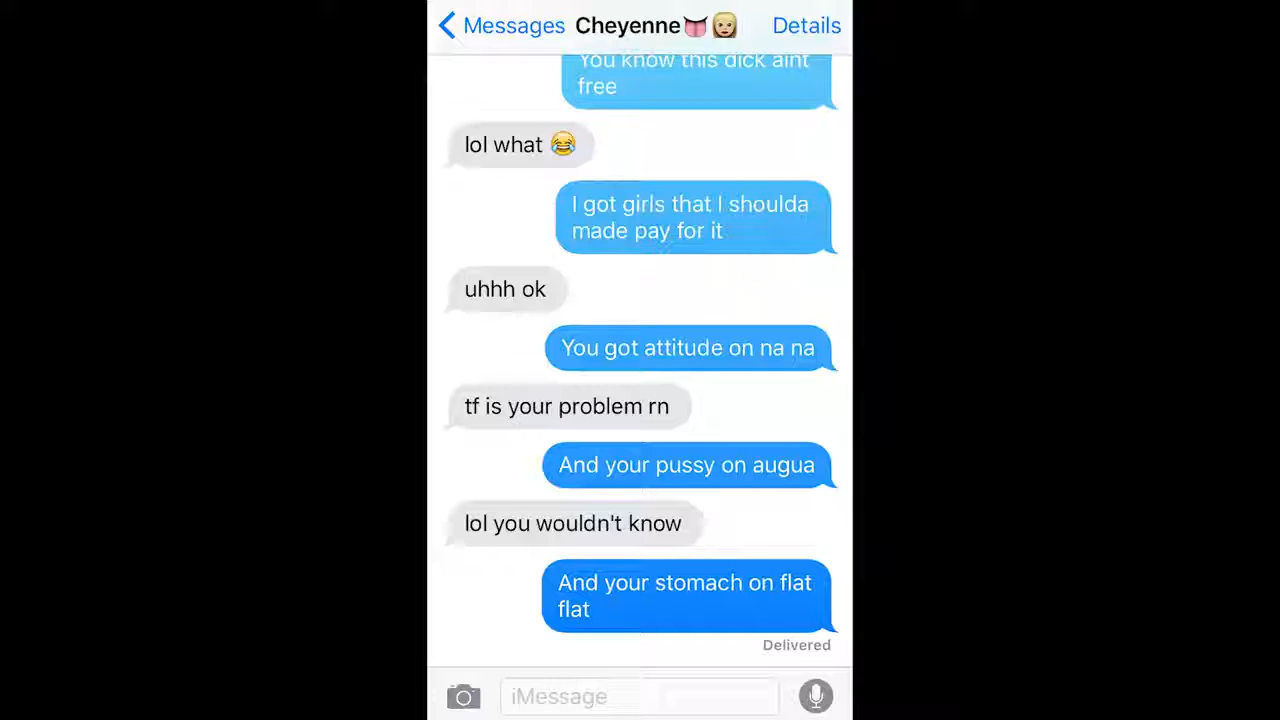 Messages Cheyenne👅👩🏼 Details
You know this dick aint
free
lol what 😂
I got girls that I shoulda
made pay for it
uhhh ok
You got attitude on na na
tf is your problem rn
And your pussy on augua
lol you wouldn't know
And your stomach on flat
flat
Delivered
iMessage